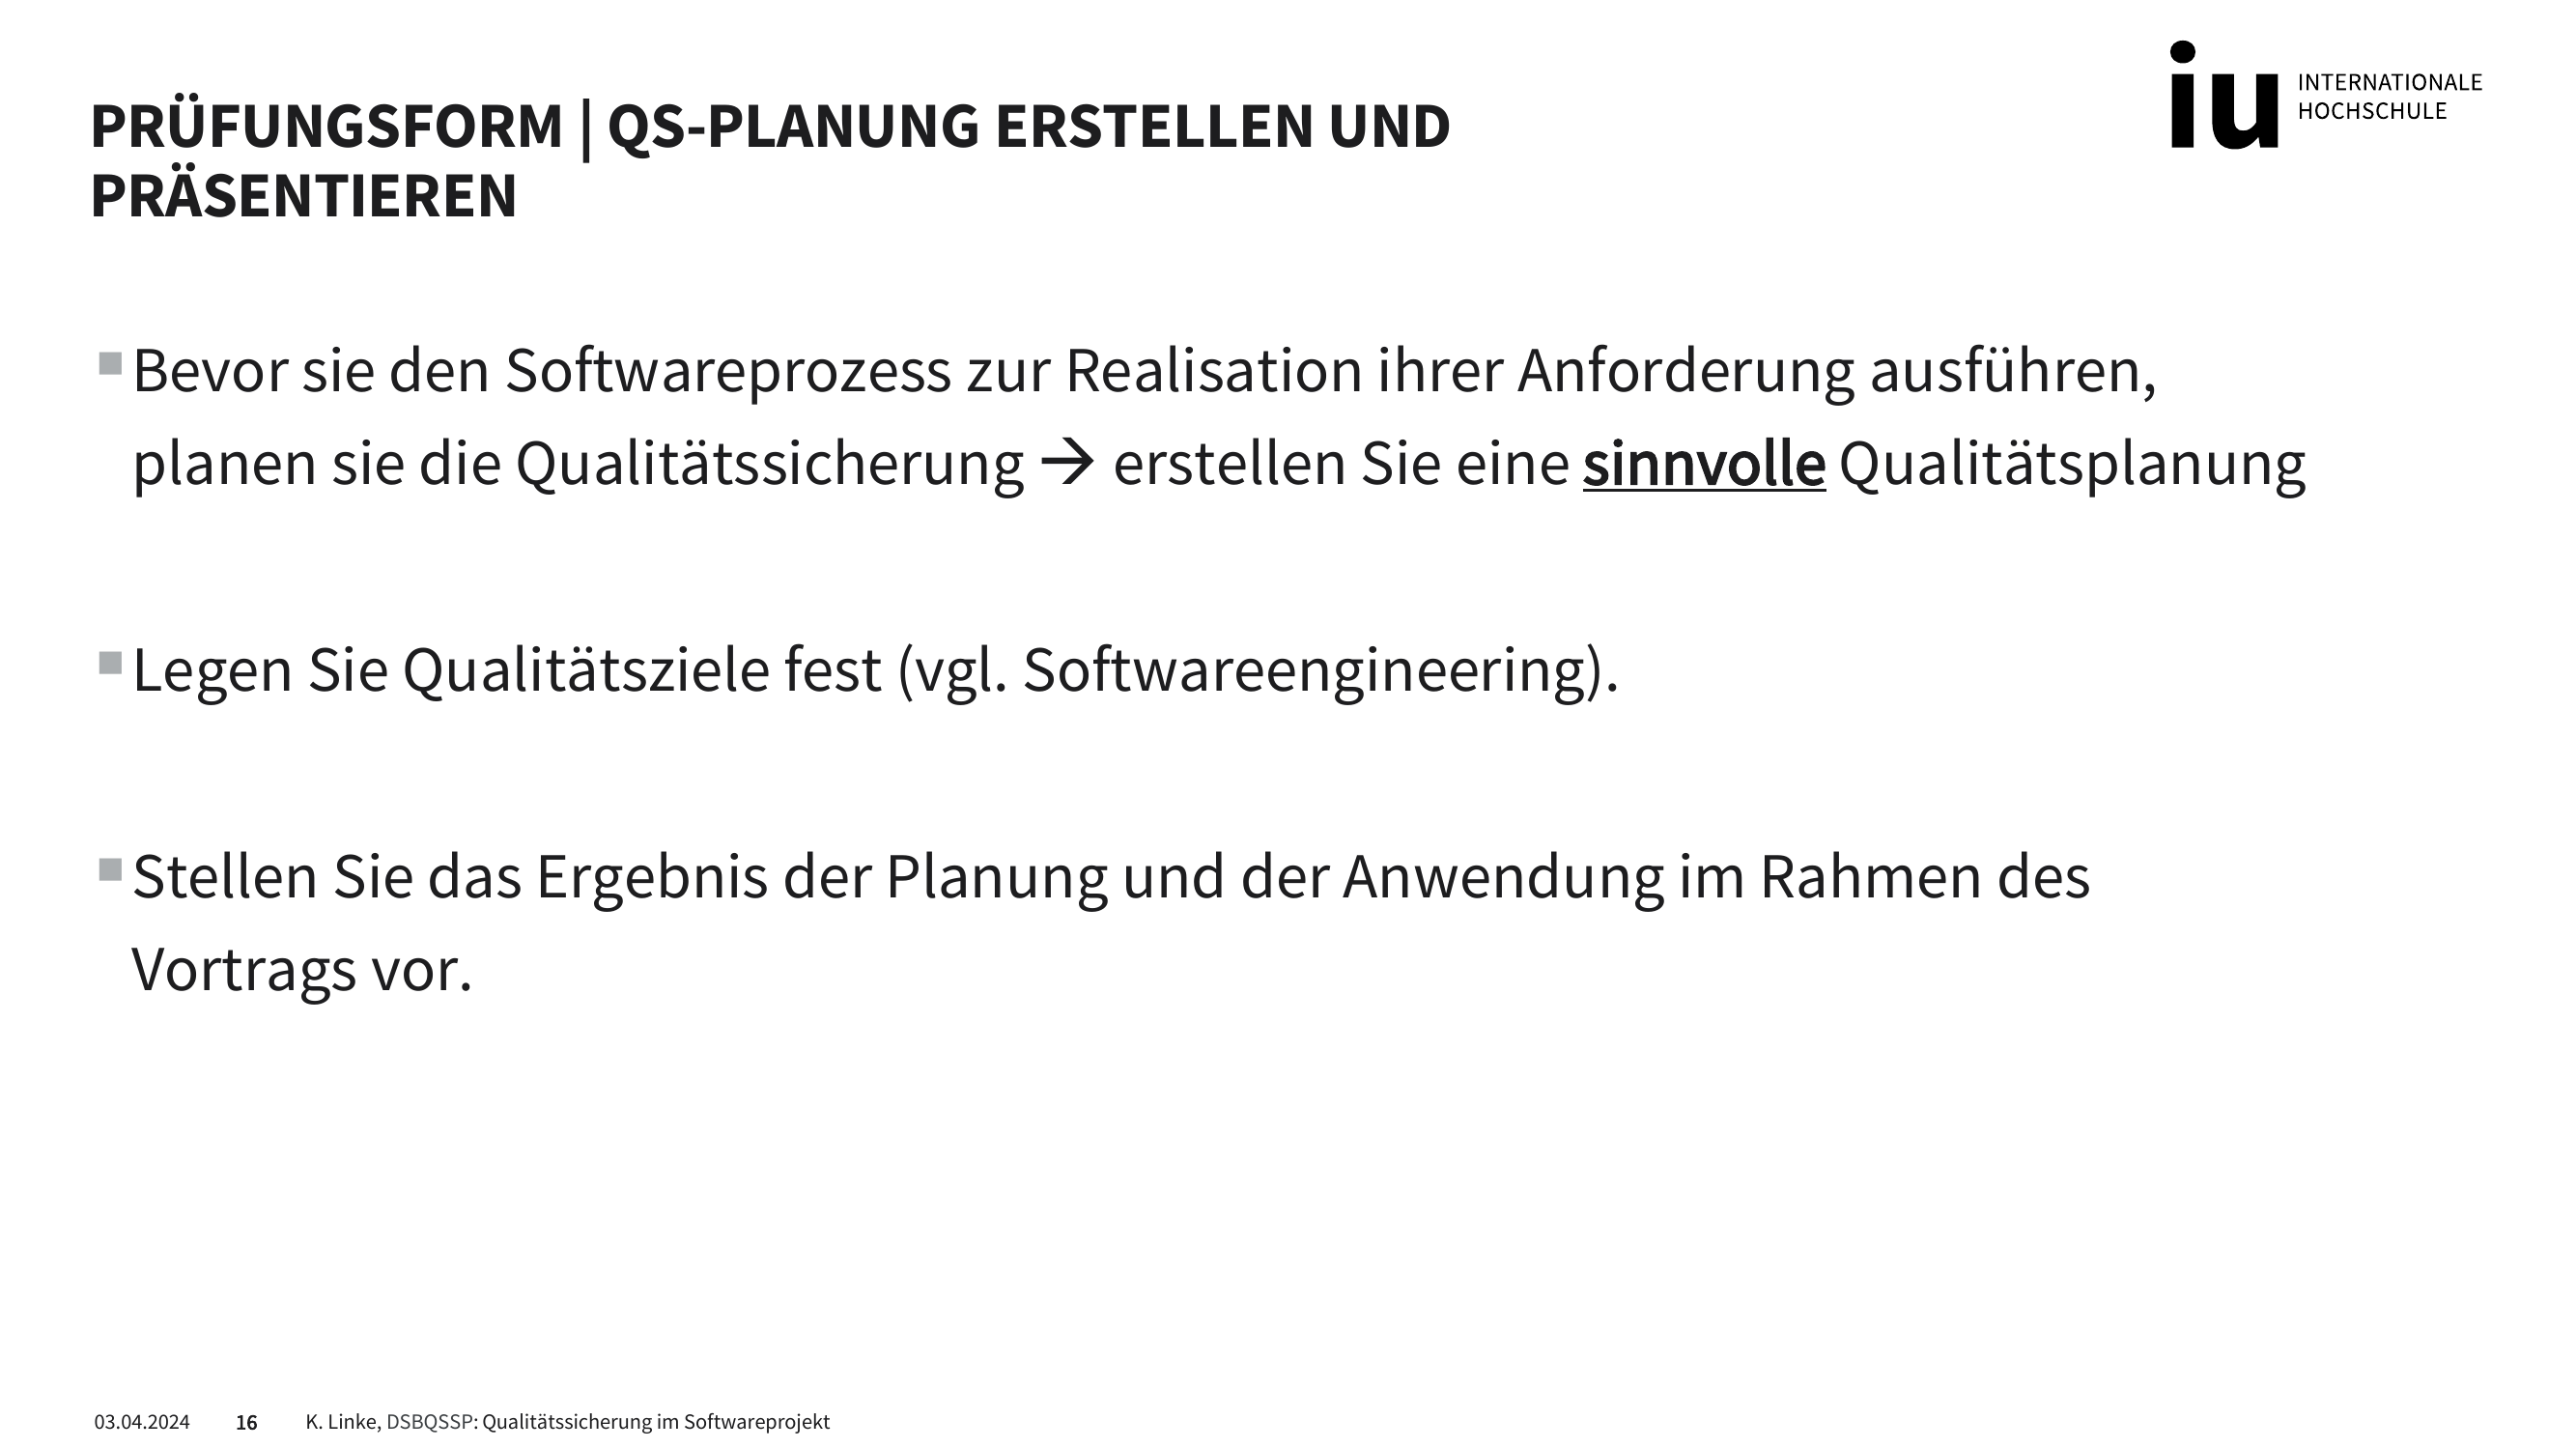 PRÜFUNGSFORM | QS-PLANUNG ERSTELLEN UND
PRÄSENTIEREN
iu INTERNATIONALE
HOCHSCHULE
Bevor sie den Softwareprozess zur Realisation ihrer Anforderung ausführen,
planen sie die Qualitätssicherung → erstellen Sie eine sinnvolle Qualitätsplanung
Legen Sie Qualitätsziele fest (vgl. Softwareengineering).
Stellen Sie das Ergebnis der Planung und der Anwendung im Rahmen des
Vortrags vor.
03.04.2024 16 K. Linke, DSBQSSP: Qualitätssicherung im Softwareprojekt